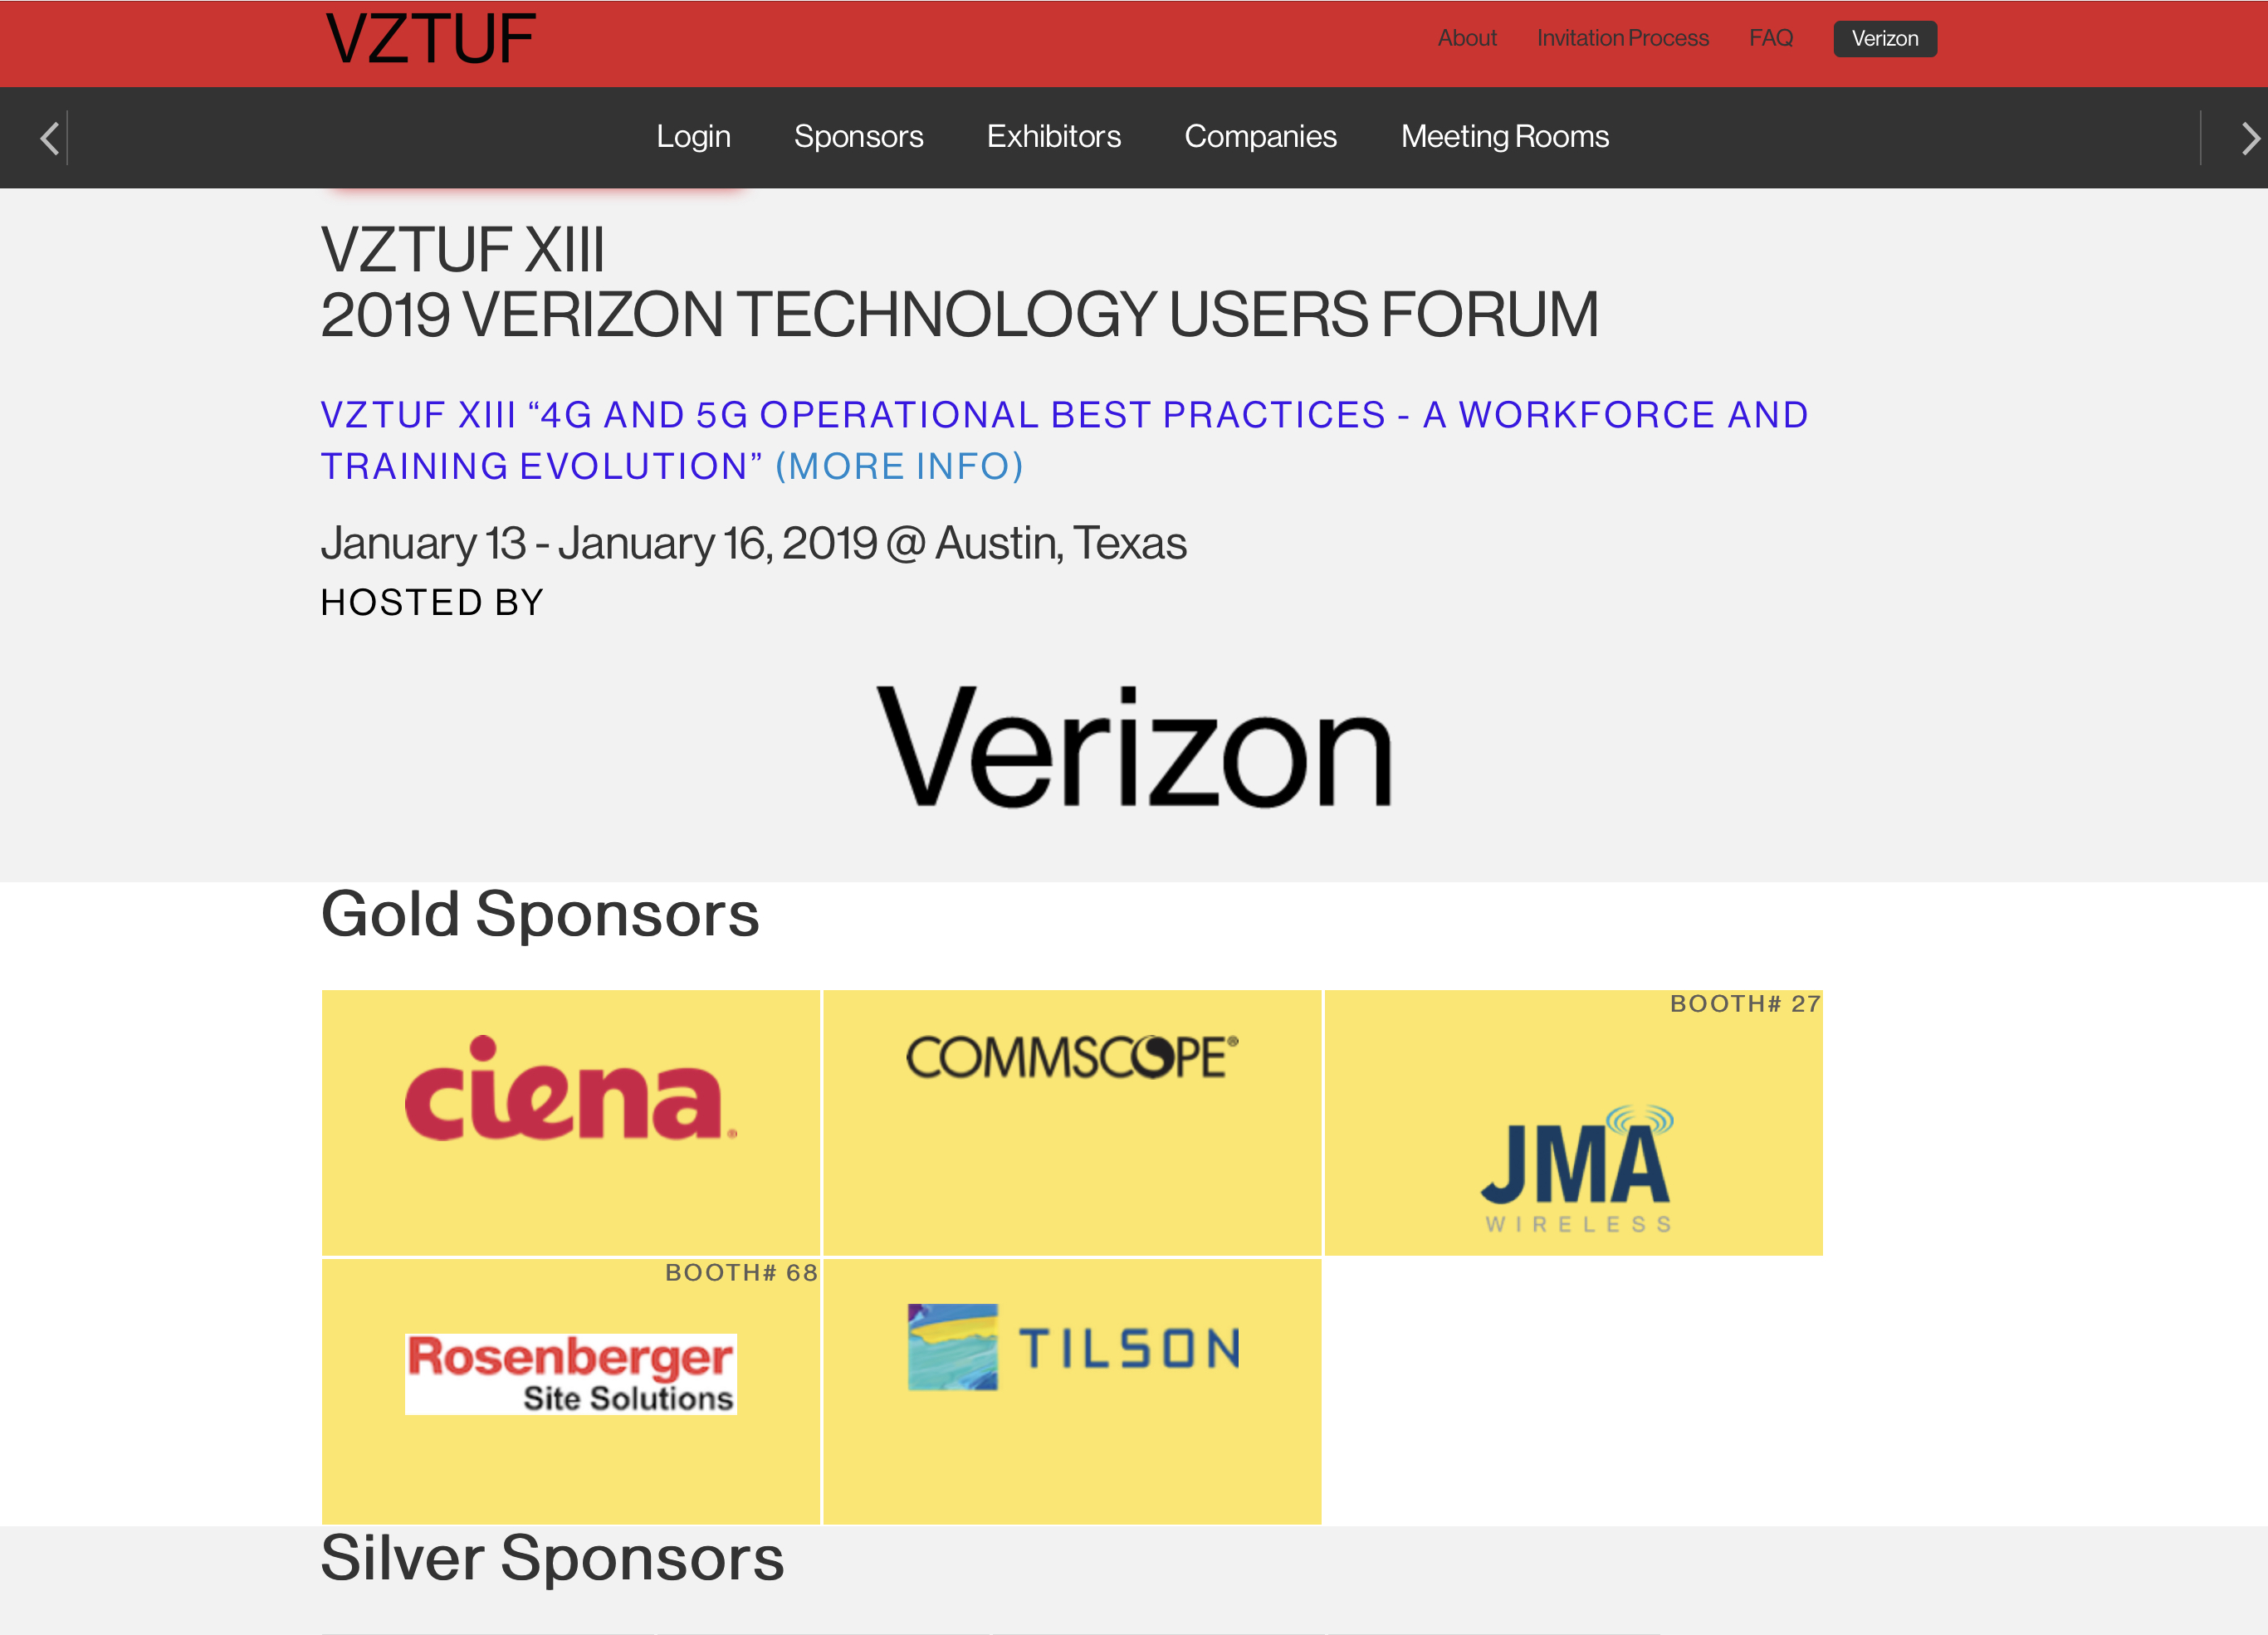 VZTUF
About Invitation Process FAQ Verizon
Login Sponsors Exhibitors Companies Meeting Rooms
VZTUF XIII
2019 VERIZON TECHNOLOGY USERS FORUM
VZTUF XIII “4G AND 5G OPERATIONAL BEST PRACTICES - A WORKFORCE AND
TRAINING EVOLUTION” (MORE INFO)
January 13 - January 16, 2019 @ Austin, Texas
HOSTED BY
Verizon
Gold Sponsors
ciena®
COMMSCOPE®
BOOTH# 27
JMA
WIRELESS
BOOTH# 68
Rosenberger
Site Solutions
TILSON
Silver Sponsors